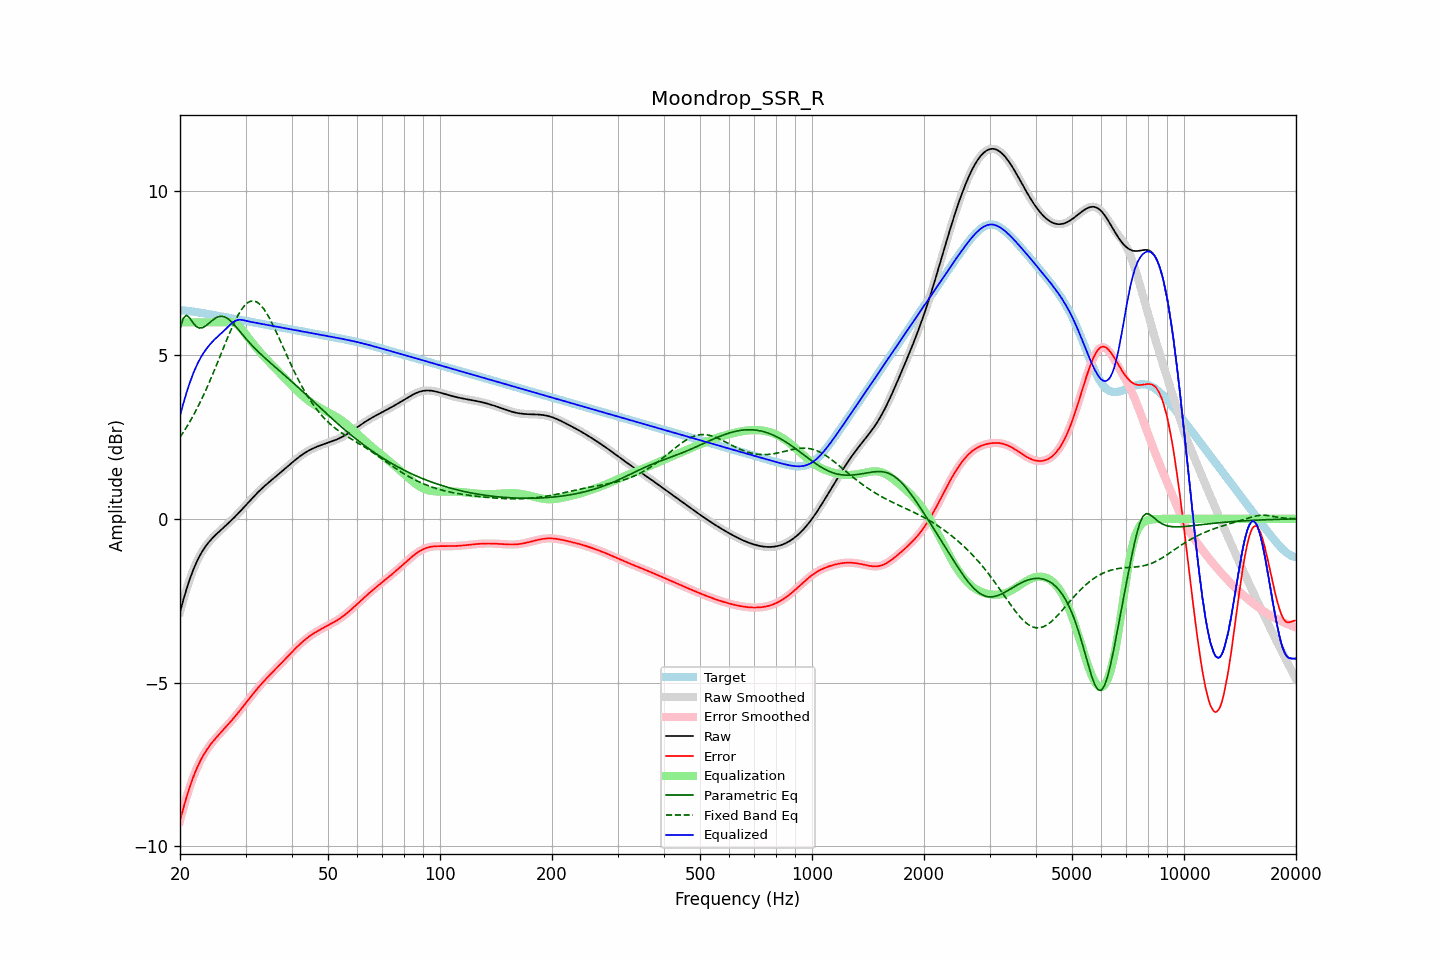 Moondrop_SSR_R
Amplitude (dBr)
10
5
0
−5
−10
Target
Raw Smoothed
Error Smoothed
Raw
Error
Equalization
Parametric Eq
Fixed Band Eq
Equalized
20 50 100 200 500 1000 2000 5000 10000 20000
Frequency (Hz)